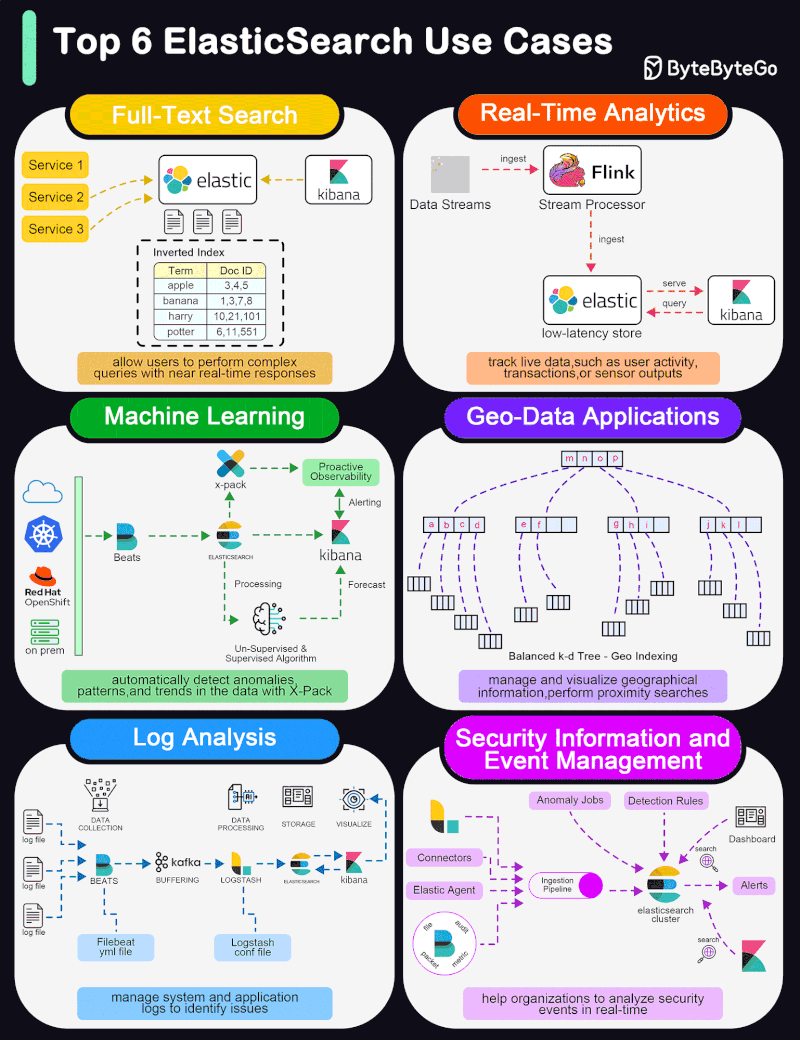 Top 6 ElasticSearch Use Cases
ByteByteGo
Full-Text Search
Service 1
Service 2
Service 3
elastic
kibana
Inverted Index
Term Doc ID
apple 3,4,5
banana 1,3,7,8
harry 10,21,101
potter 6,11,551
allow users to perform complex
queries with near real-time responses
Real-Time Analytics
Data Streams
ingest
Flink
Stream Processor
ingest
elastic
low-latency store
serve
query
kibana
track live data,such as user activity,
transactions,or sensor outputs
Machine Learning
Red Hat
OpenShift
on prem
Beats
x-pack
Proactive
Observability
Alerting
ELASTICSEARCH
kibana
Processing
Forecast
Un-Supervised &
Supervised Algorithm
automatically detect anomalies,
patterns,and trends in the data with X-Pack
Geo-Data Applications
m n o p
a b c d
e f
g h i
j k l
Balanced k-d Tree - Geo Indexing
manage and visualize geographical
information,perform proximity searches
Log Analysis
DATA
COLLECTION
DATA
PROCESSING
STORAGE
VISUALIZE
log file
log file
log file
BEATS
kafka
BUFFERING
LOGSTASH
ELASTICSEARCH
kibana
Filebeat
yml file
Logstash
conf file
manage system and application
logs to identify issues
Security Information and
Event Management
Anomaly Jobs
Detection Rules
Dashboard
Connectors
Elastic Agent
file
audit
packet
metric
Ingestion
Pipeline
search
elasticsearch
cluster
Alerts
search
help organizations to analyze security
events in real-time